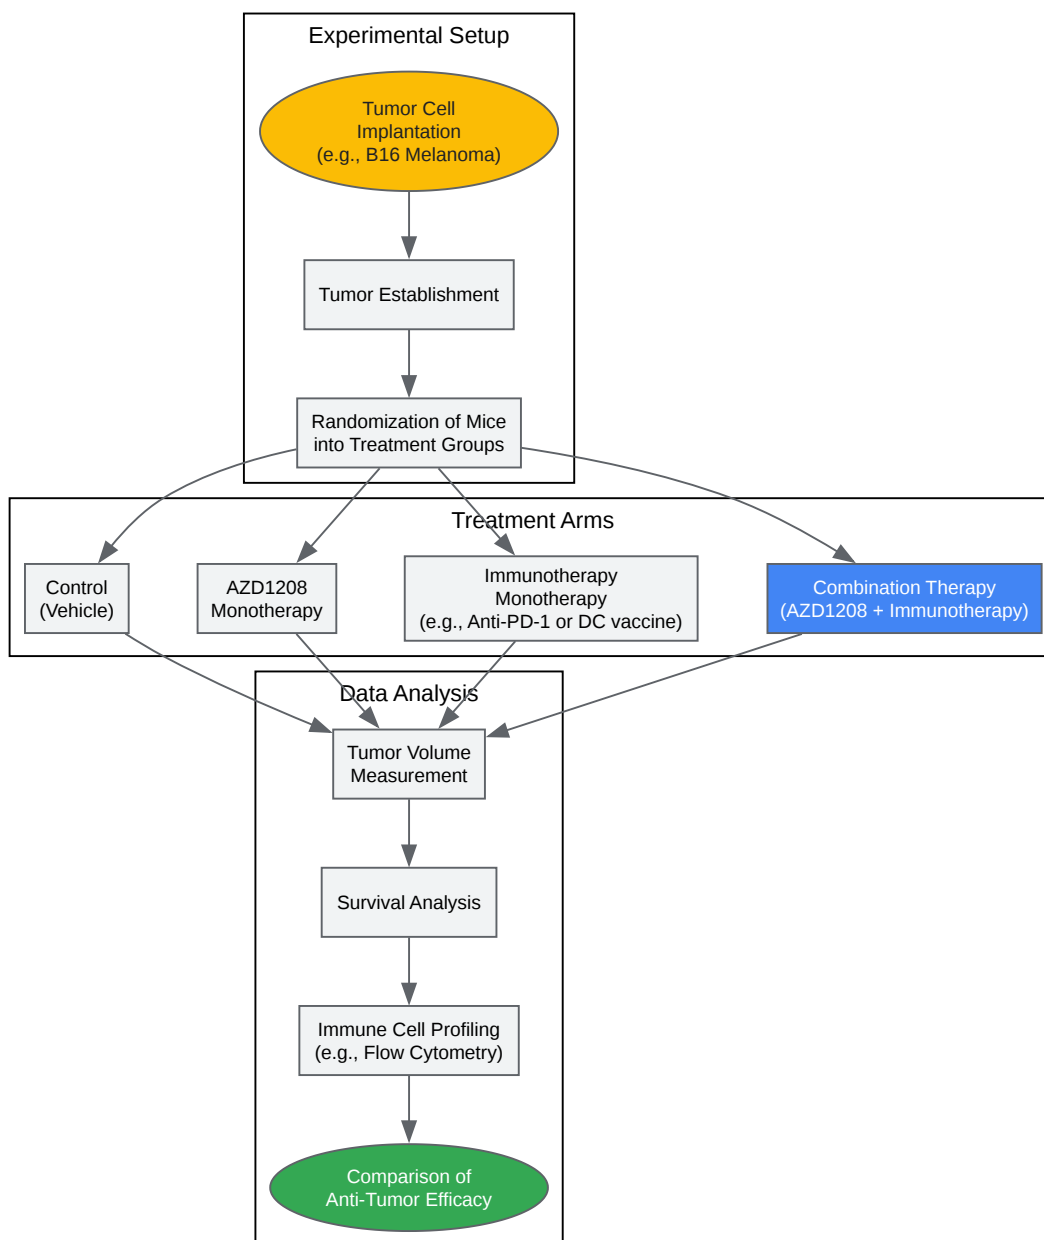 Experimental Setup
Tumor Cell
Implantation
(e.g., B16 Melanoma)
Tumor Establishment
Randomization of Mice
into Treatment Groups
Treatment Arms
Control
(Vehicle)
AZD1208
Monotherapy
Immunotherapy
Monotherapy
(e.g., Anti-PD-1 or DC vaccine)
Combination Therapy
(AZD1208 + Immunotherapy)
Data Analysis
Tumor Volume
Measurement
Survival Analysis
Immune Cell Profiling
(e.g., Flow Cytometry)
Comparison of
Anti-Tumor Efficacy